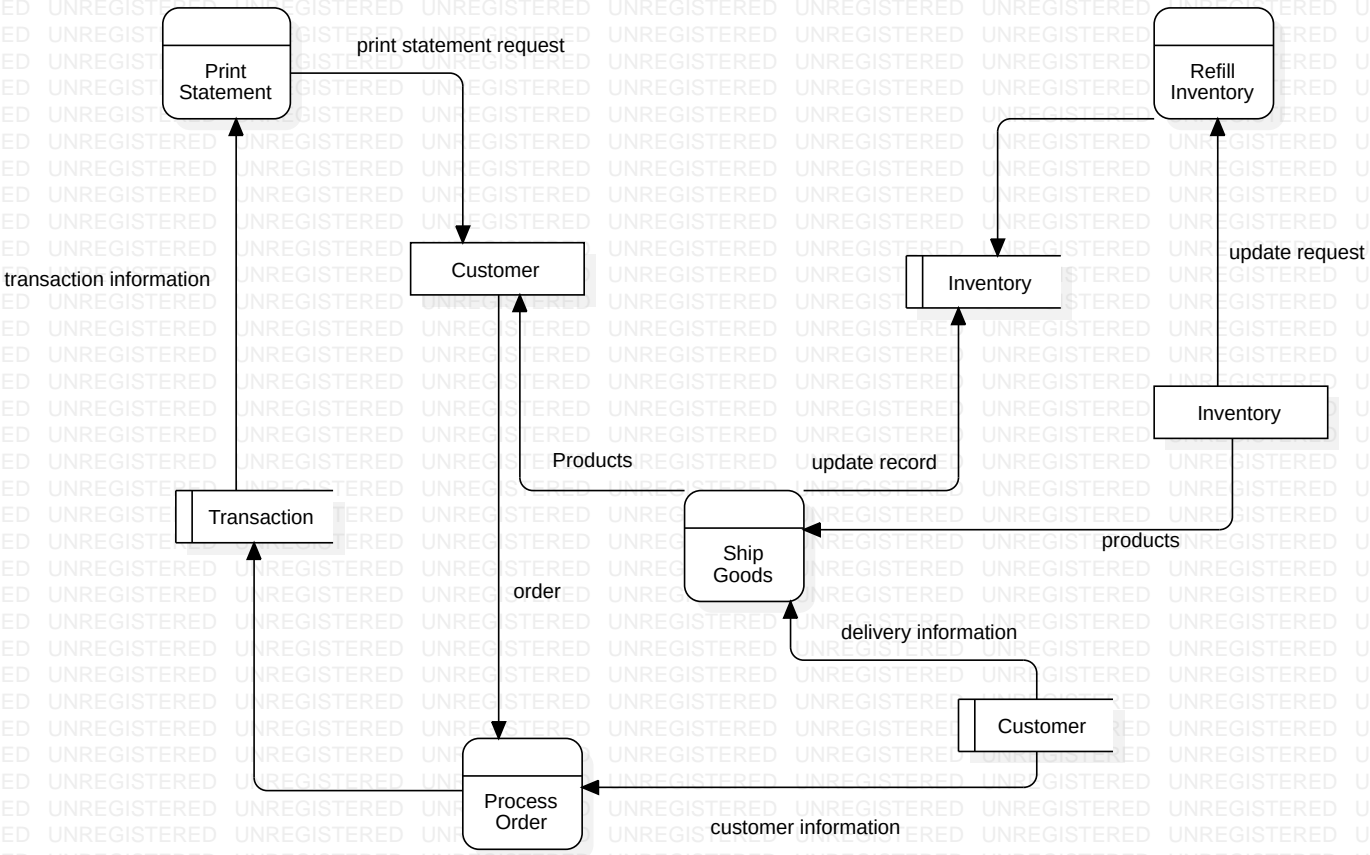 print statement request
Print
Statement
Refill
Inventory
update request
Customer
transaction information
Inventory
Inventory
Products
update record
Transaction
products
Ship
Goods
order
delivery information
Customer
Process
Order
customer information
UNREGISTERED